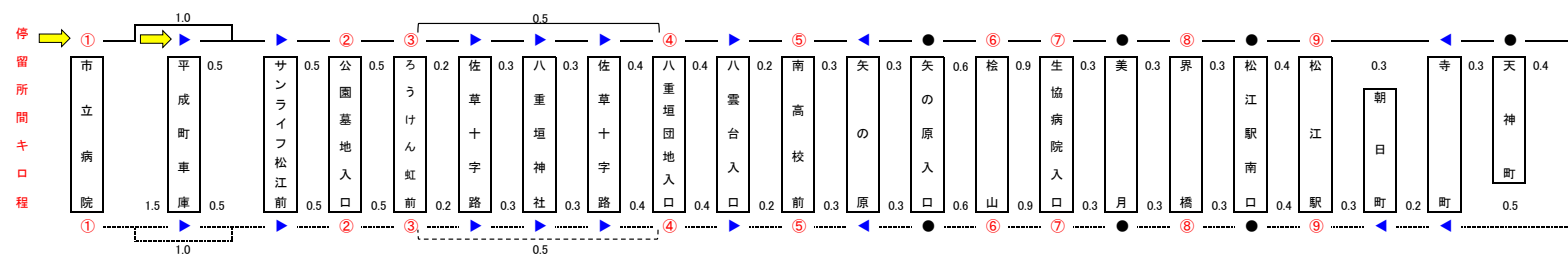 1.0
0.5
停留所間キロ程
① ② ③ ④ ⑤ ⑥ ⑦ ⑧ ⑨
市立病院
平成町車庫
サンライフ松江前
公園墓地入口
ろうけん虹前
佐草十字路
八重垣神社
佐草十字路
八重垣団地入口
八雲台入口
南高校前
矢の原
矢の原入口
桧山
生協病院入口
美月
界橋
松江駅南口
松江駅
朝日町
寺町
天神町
0.5 0.5 0.5 0.2 0.3 0.3 0.4 0.4 0.2 0.3 0.3 0.6 0.9 0.3 0.3 0.3 0.4 0.3 0.3 0.4
1.5 0.5 0.5 0.5 0.2 0.3 0.3 0.4 0.4 0.2 0.3 0.3 0.6 0.9 0.3 0.3 0.3 0.4 0.3 0.2 0.5
① ② ③ ④ ⑤ ⑥ ⑦ ⑧ ⑨
1.0
0.5